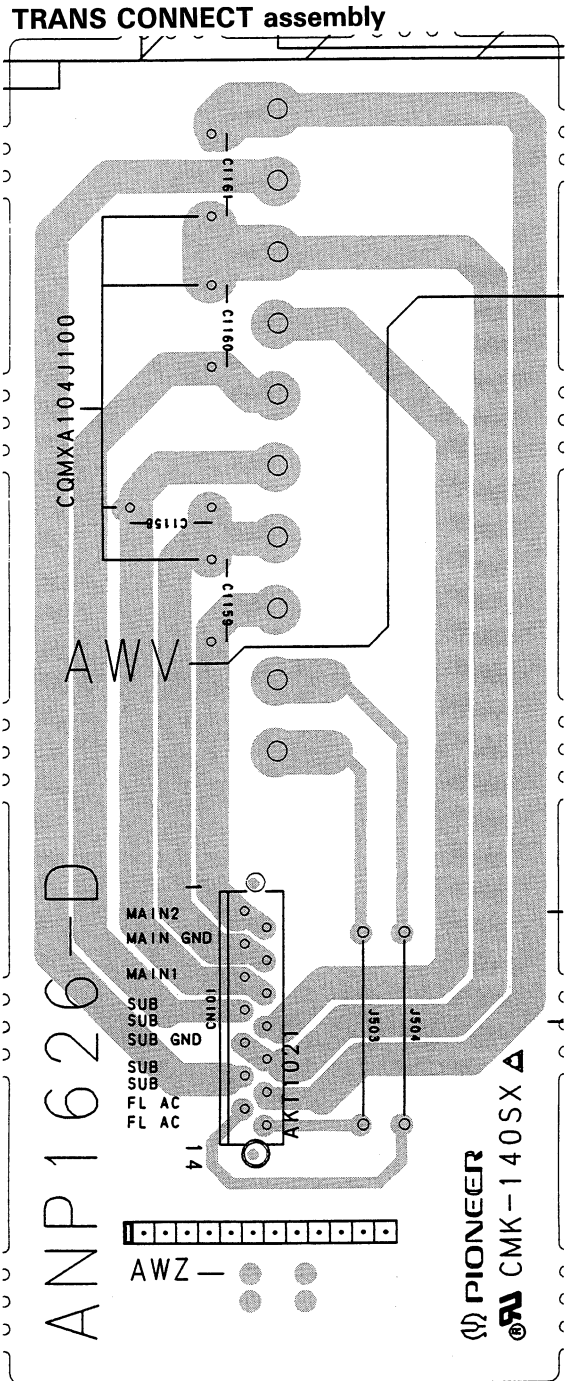 TRANS CONNECT assembly
C1161
C1160
CQMXA104J100
C1158
C1159
AWV
ANP1626-D
1
MAIN2
MAIN GND
MAIN1
SUB
SUB
SUB GND
SUB
SUB
FL AC
FL AC
CN101
AKT1021
J503
J504
14
AWZ
PIONEER
CMK-140SX